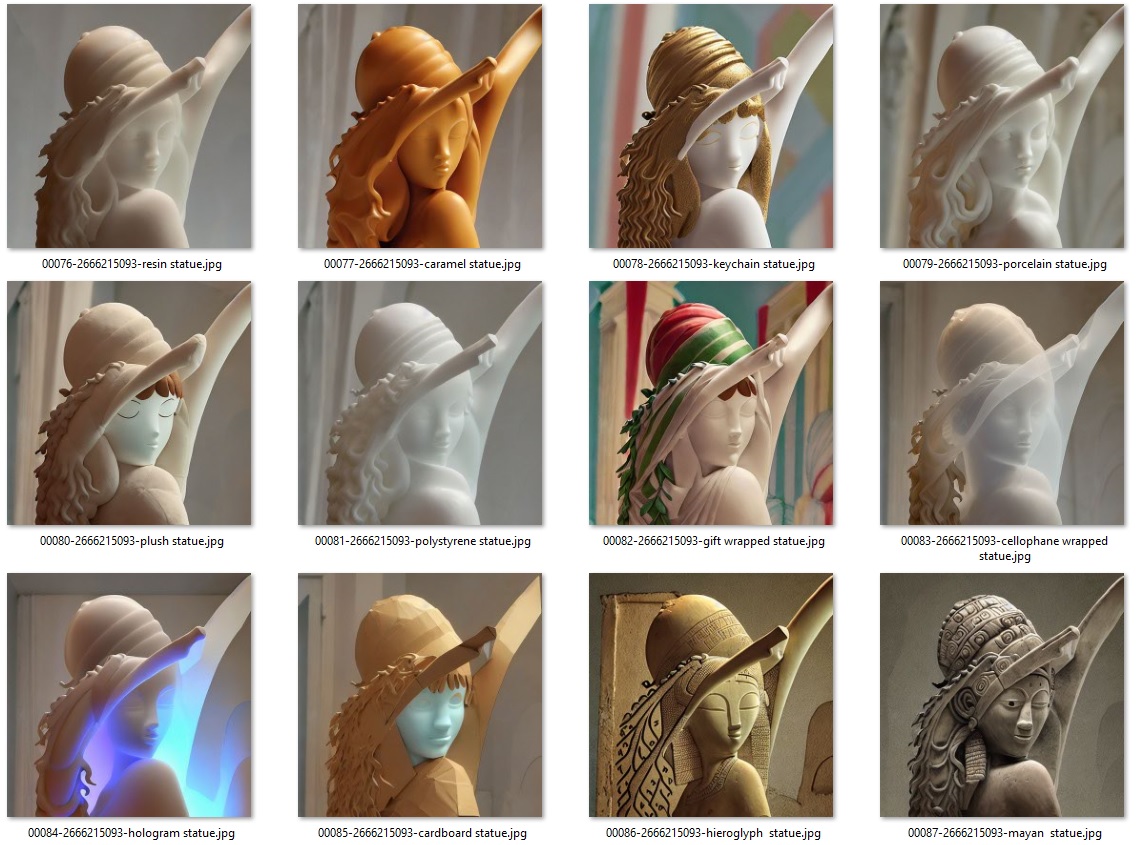 00076-2666215093-resin statue.jpg
00077-2666215093-caramel statue.jpg
00078-2666215093-keychain statue.jpg
00079-2666215093-porcelain statue.jpg
00080-2666215093-plush statue.jpg
00081-2666215093-polystyrene statue.jpg
00082-2666215093-gift wrapped statue.jpg
00083-2666215093-cellophane wrapped
statue.jpg
00084-2666215093-hologram statue.jpg
00085-2666215093-cardboard statue.jpg
00086-2666215093-hieroglyph  statue.jpg
00087-2666215093-mayan  statue.jpg